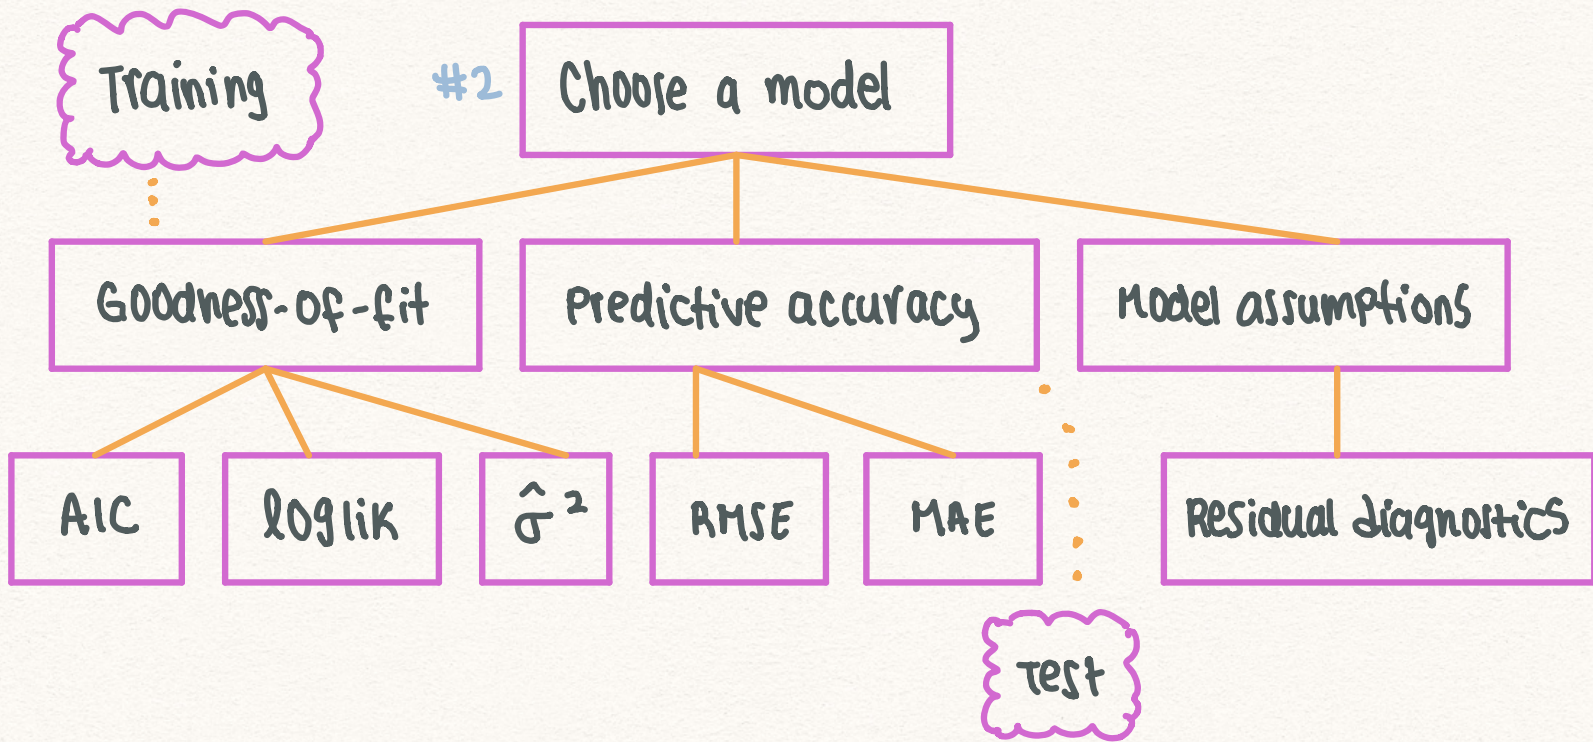 Training
#2
Choose a model
Goodness-of-fit
Predictive accuracy
Model assumptions
AIC
loglik
σ̂²
RMSE
MAE
Residual diagnostics
Test